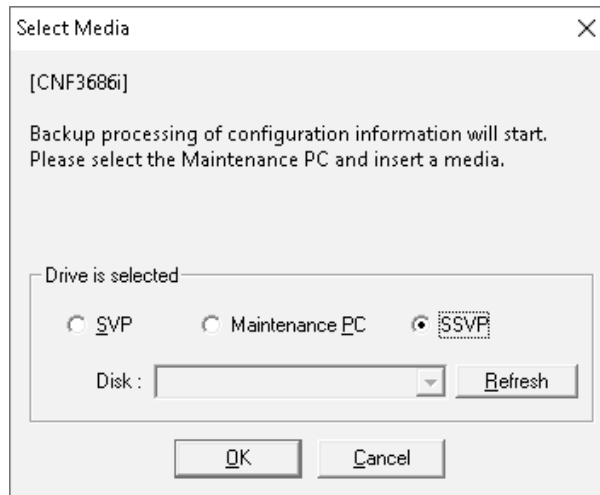 Select Media
[CNF3686i]
Backup processing of configuration information will start.
Please select the Maintenance PC and insert a media.
Drive is selected
SVP Maintenance PC SSVP
Disk : Refresh
OK Cancel